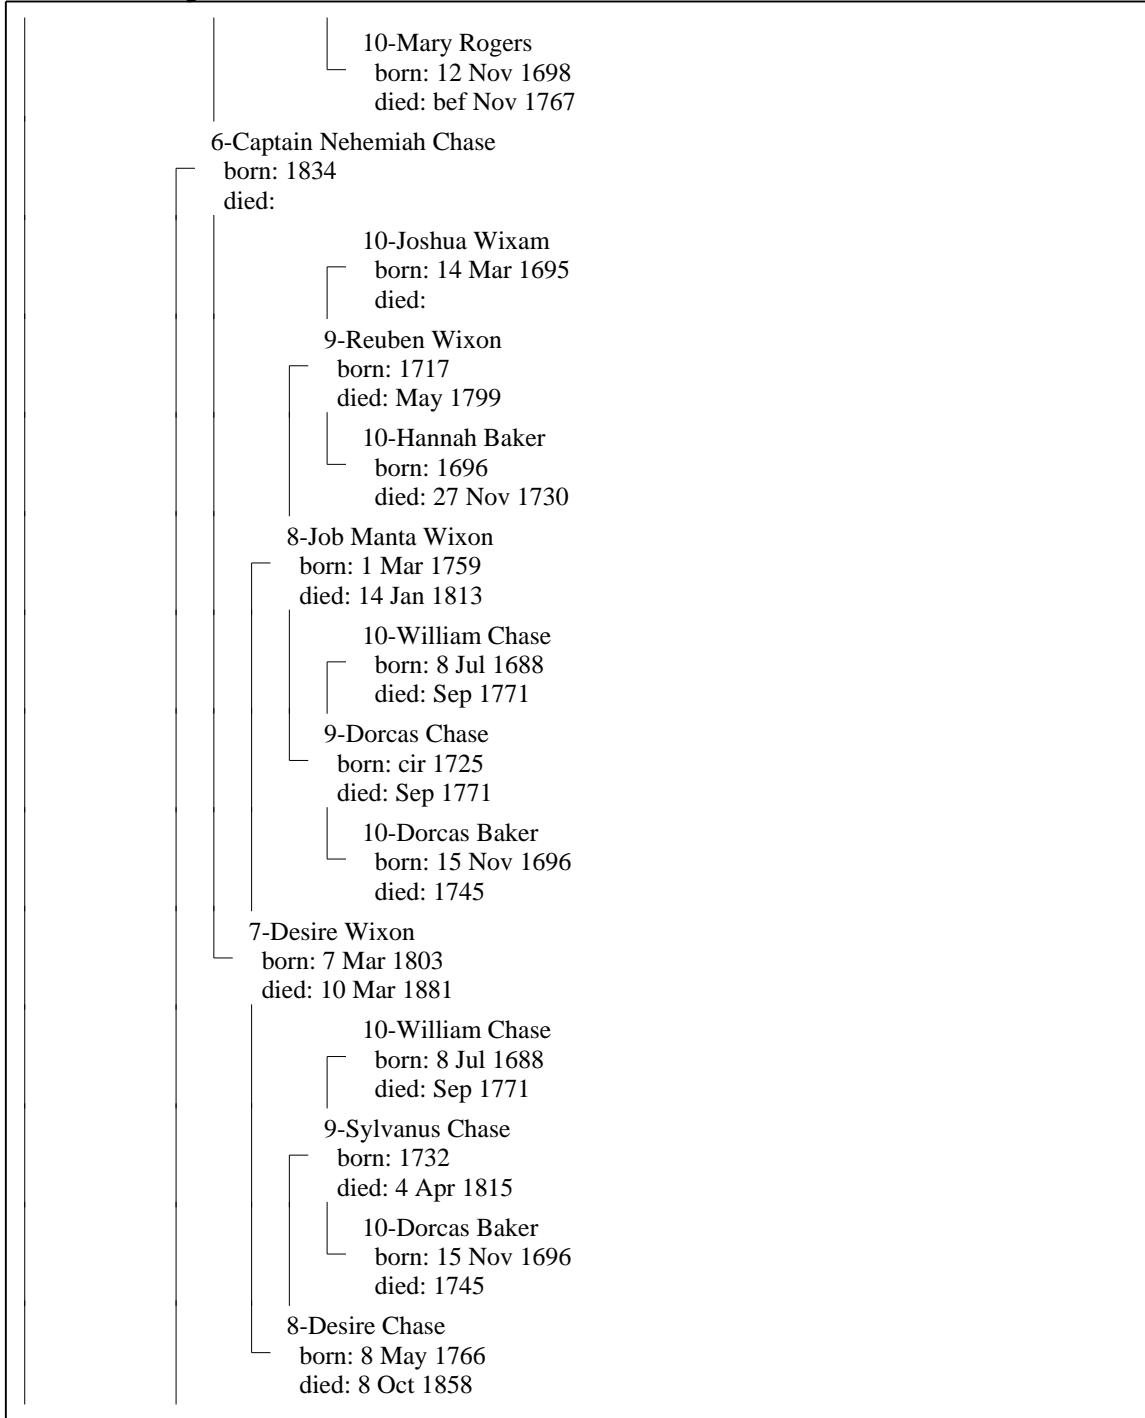 10-Mary Rogers
born: 12 Nov 1698
died: bef Nov 1767
6-Captain Nehemiah Chase
born: 1834
died:
10-Joshua Wixam
born: 14 Mar 1695
died:
9-Reuben Wixon
born: 1717
died: May 1799
10-Hannah Baker
born: 1696
died: 27 Nov 1730
8-Job Manta Wixon
born: 1 Mar 1759
died: 14 Jan 1813
10-William Chase
born: 8 Jul 1688
died: Sep 1771
9-Dorcas Chase
born: cir 1725
died: Sep 1771
10-Dorcas Baker
born: 15 Nov 1696
died: 1745
7-Desire Wixon
born: 7 Mar 1803
died: 10 Mar 1881
10-William Chase
born: 8 Jul 1688
died: Sep 1771
9-Sylvanus Chase
born: 1732
died: 4 Apr 1815
10-Dorcas Baker
born: 15 Nov 1696
died: 1745
8-Desire Chase
born: 8 May 1766
died: 8 Oct 1858